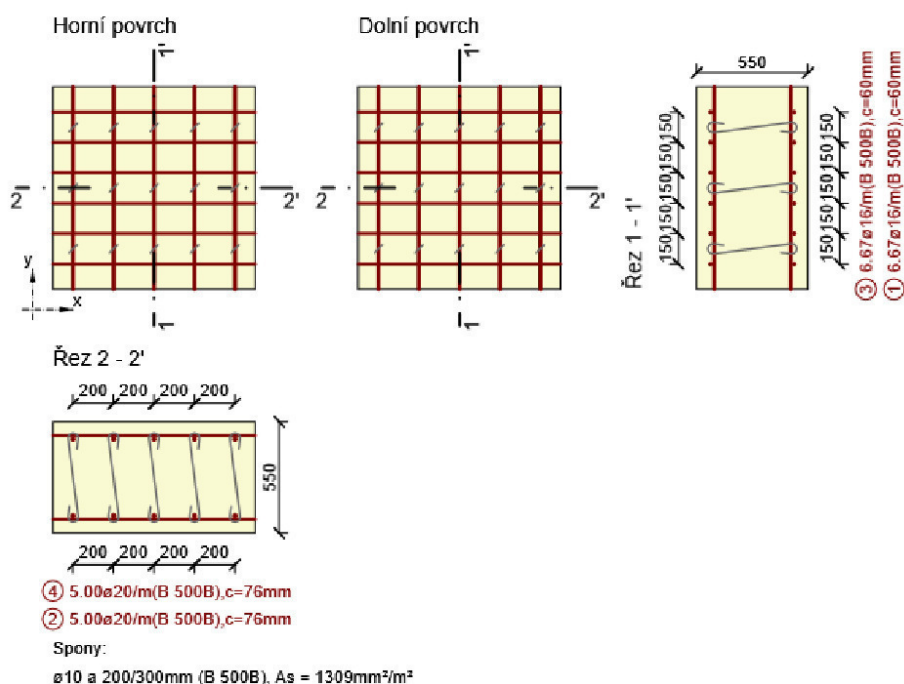 Horní povrch
Dolní povrch
1'
1'
550
2
2'
2
2'
150
150
150
150
150
150
150
150
150
150
y
x
1
1
Řez 1 - 1'
③ 6.67ø16/m(B 500B),c=60mm
① 6.67ø16/m(B 500B),c=60mm
Řez 2 - 2'
200 200 200 200
550
200 200 200 200
④ 5.00ø20/m(B 500B),c=76mm
② 5.00ø20/m(B 500B),c=76mm
Spony:
ø10 a 200/300mm (B 500B), As = 1309mm²/m²